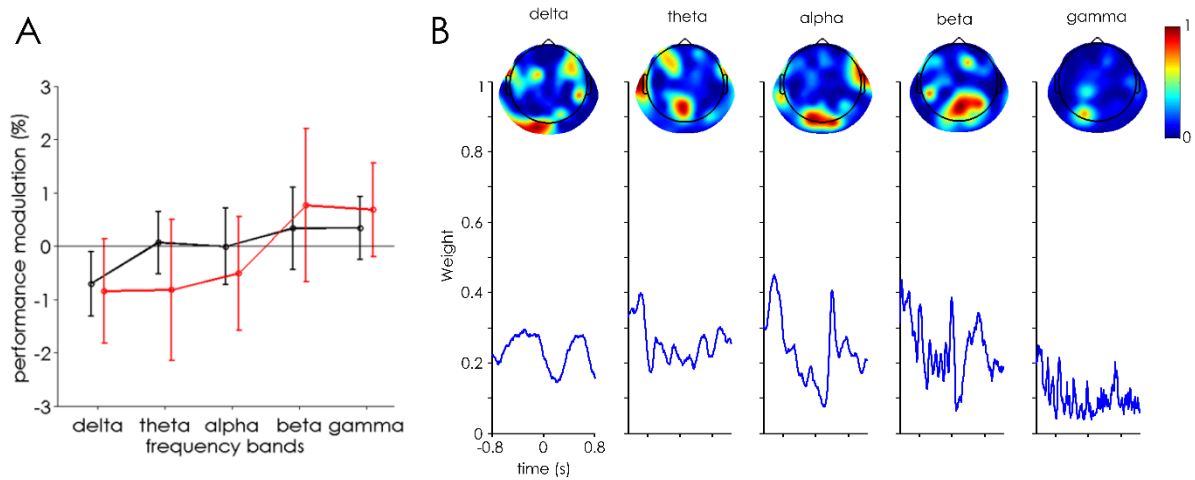 A
performance modulation (%)
3
2
1
0
-1
-2
-3
delta theta alpha beta gamma
frequency bands
B
delta theta alpha beta gamma
1
0
Weight
1
0.8
0.6
0.4
0.2
0
-0.8 0 0.8
time (s)